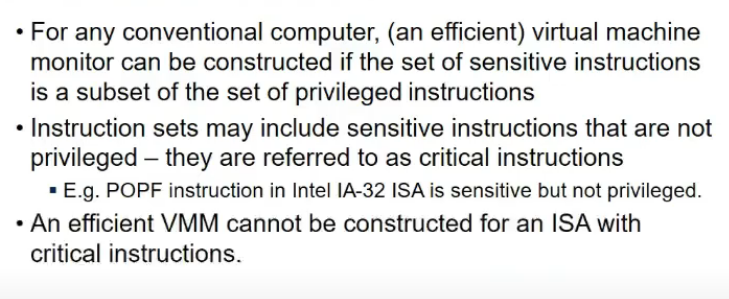 • For any conventional computer, (an efficient) virtual machine
monitor can be constructed if the set of sensitive instructions
is a subset of the set of privileged instructions
• Instruction sets may include sensitive instructions that are not
privileged – they are referred to as critical instructions
▪ E.g. POPF instruction in Intel IA-32 ISA is sensitive but not privileged.
• An efficient VMM cannot be constructed for an ISA with
critical instructions.